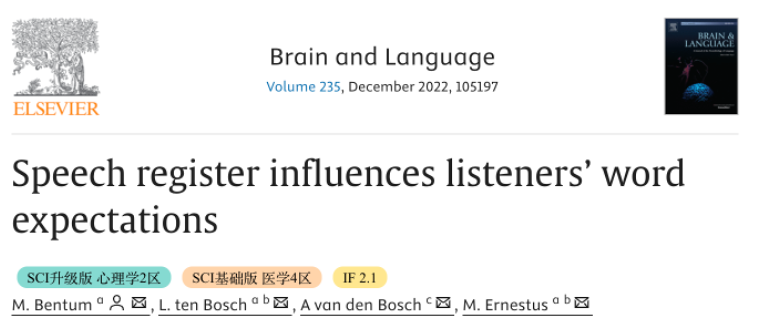 ELSEVIER
Brain and Language
Volume 235, December 2022, 105197
BRAIN &
LANGUAGE
Speech register influences listeners’ word
expectations
SCI升级版 心理学2区 SCI基础版 医学4区 IF 2.1
M. Bentum a, L. ten Bosch a b, A van den Bosch c, M. Ernestus a b